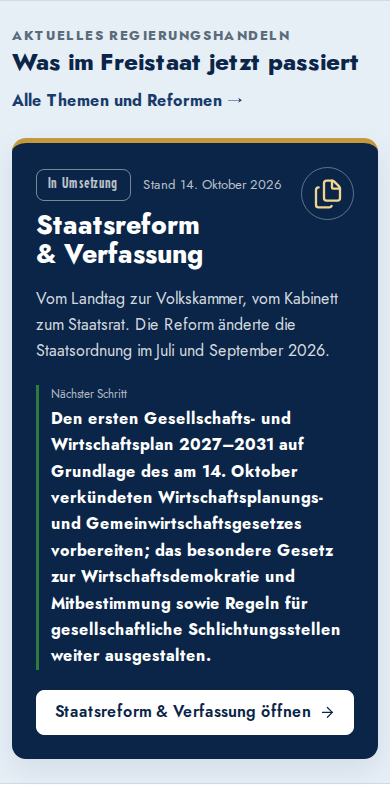 AKTUELLES REGIERUNGSHANDELN
Was im Freistaat jetzt passiert
Alle Themen und Reformen →
In Umsetzung
Stand 14. Oktober 2026
Staatsreform
& Verfassung
Vom Landtag zur Volkskammer, vom Kabinett
zum Staatsrat. Die Reform änderte die
Staatsordnung im Juli und September 2026.
Nächster Schritt
Den ersten Gesellschafts- und
Wirtschaftsplan 2027–2031 auf
Grundlage des am 14. Oktober
verkündeten Wirtschaftsplanungs-
und Gemeinwirtschaftsgesetzes
vorbereiten; das besondere Gesetz
zur Wirtschaftsdemokratie und
Mitbestimmung sowie Regeln für
gesellschaftliche Schlichtungsstellen
weiter ausgestalten.
Staatsreform & Verfassung öffnen →